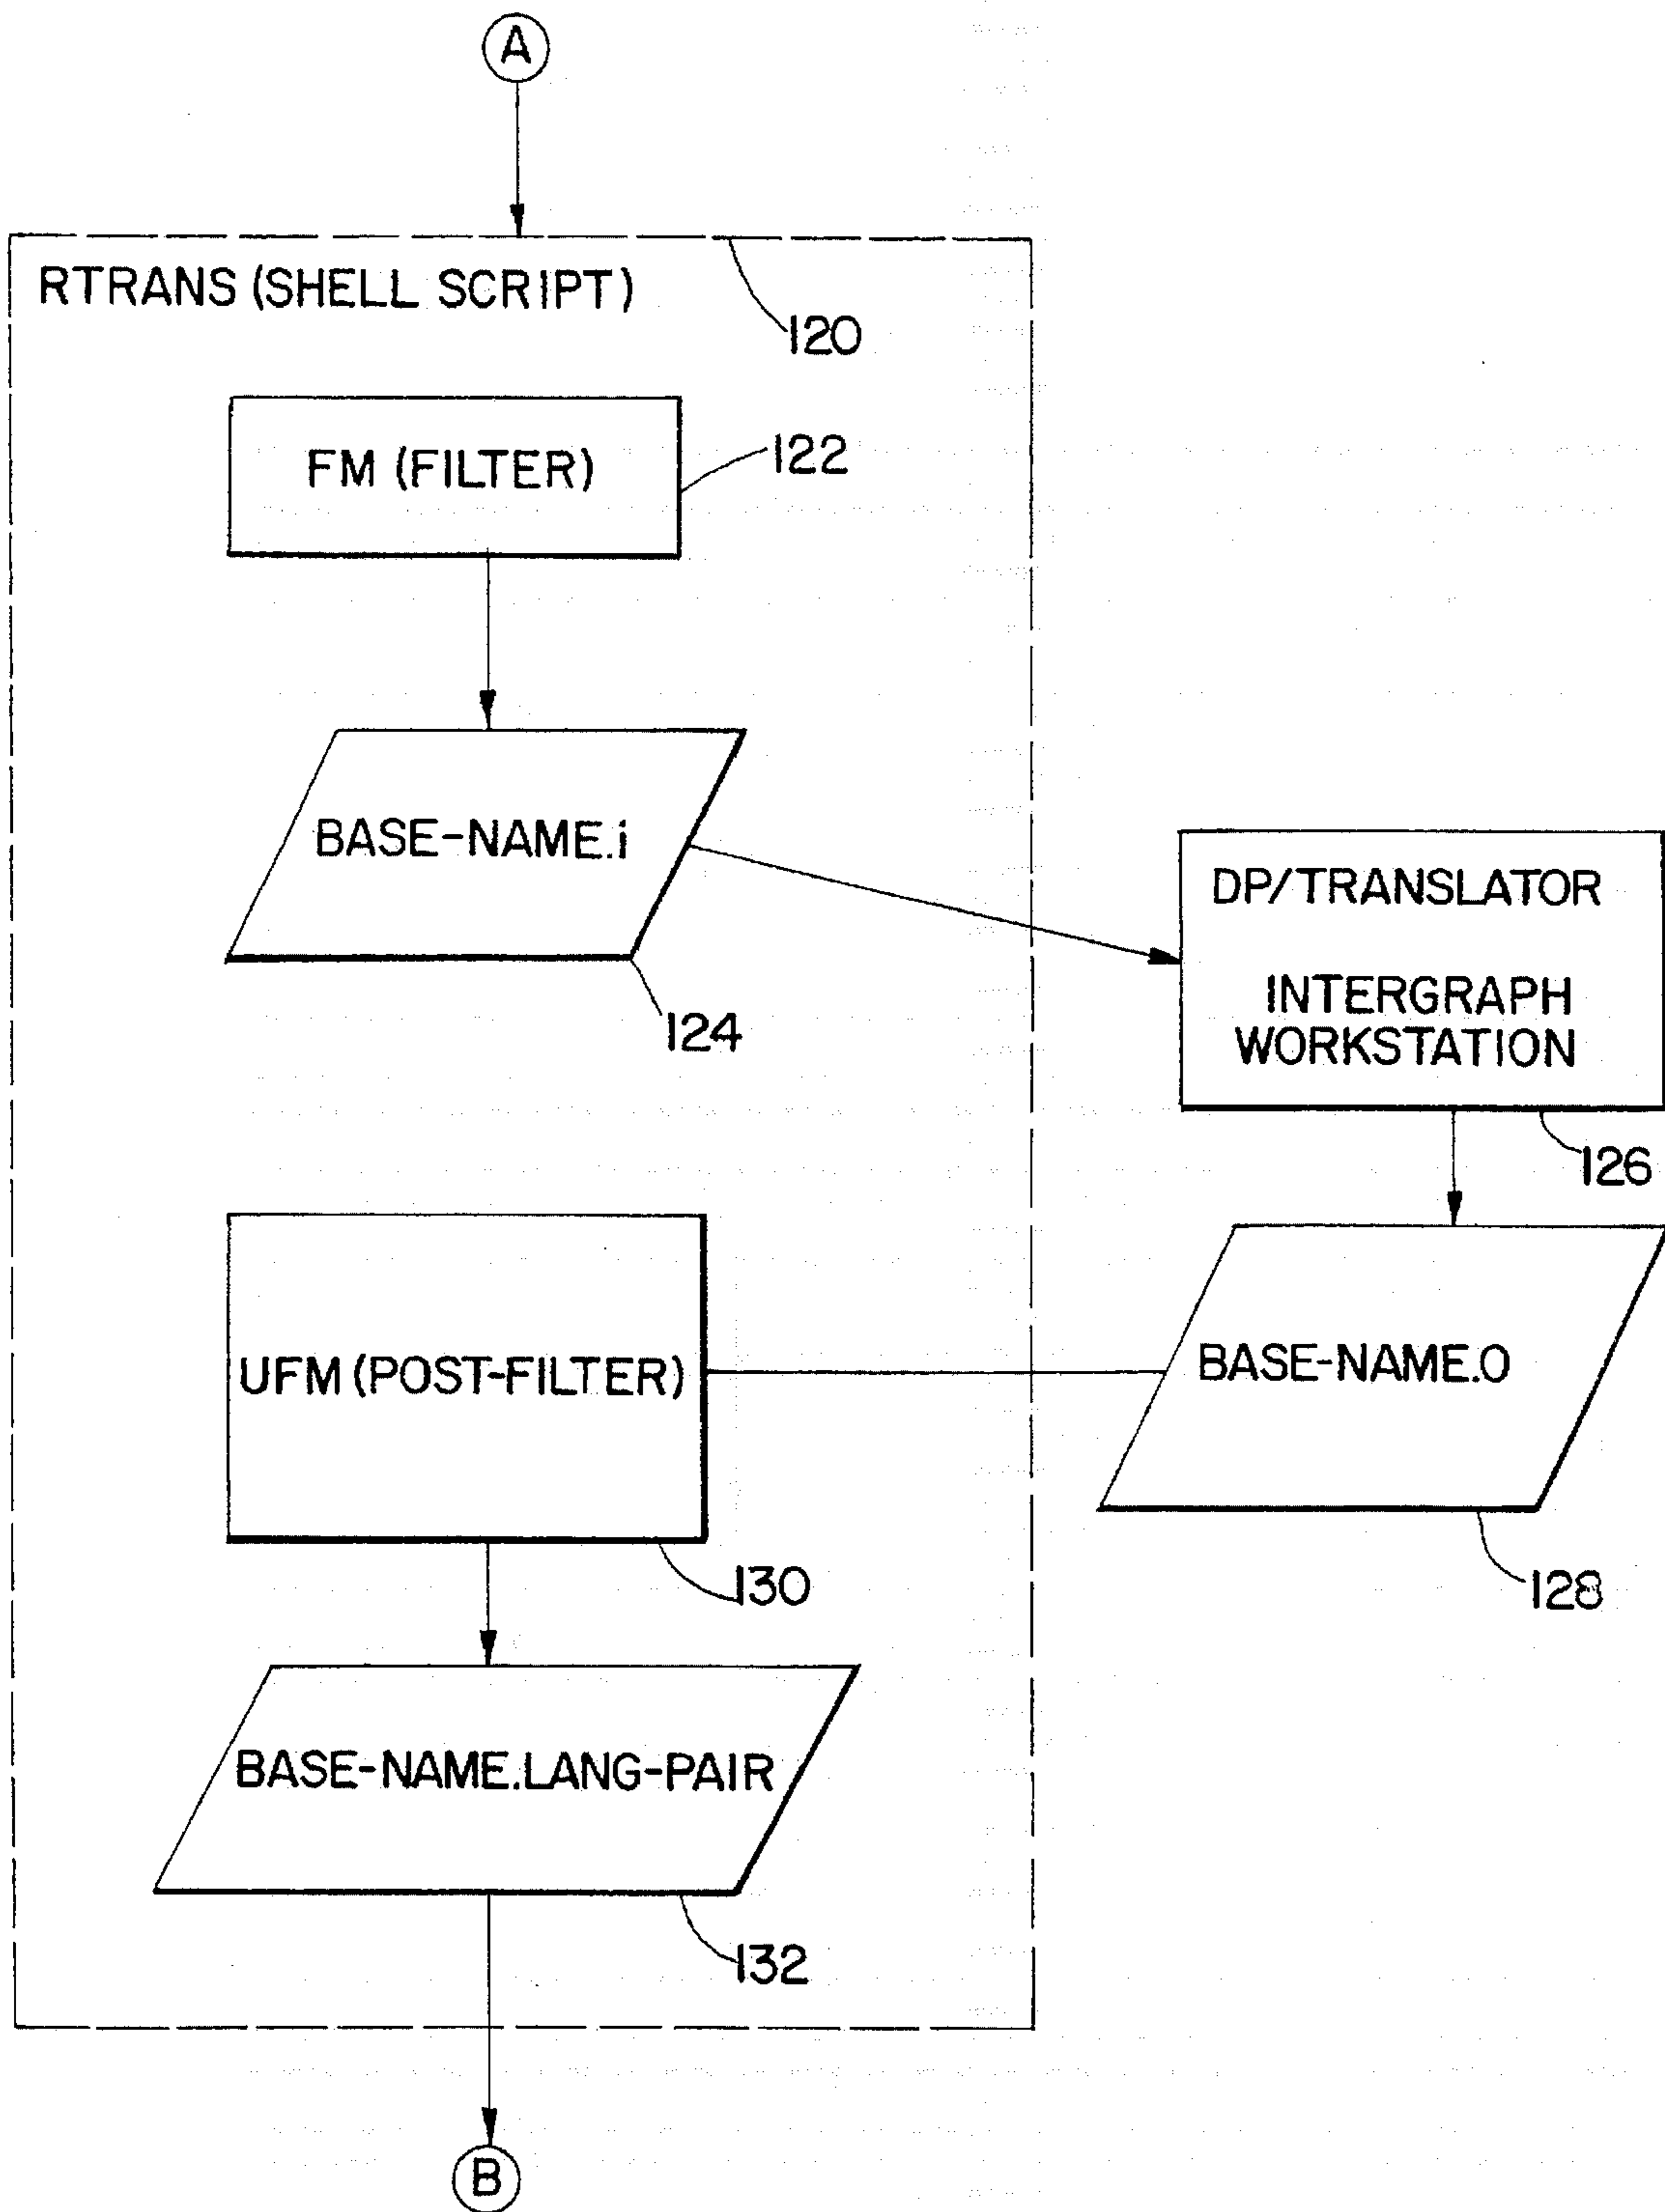 A
RTRANS (SHELL SCRIPT)
120
FM (FILTER)
122
BASE-NAME.i
124
DP/TRANSLATOR
INTERGRAPH
WORKSTATION
126
BASE-NAME.O
128
UFM (POST-FILTER)
130
BASE-NAME.LANG-PAIR
132
B